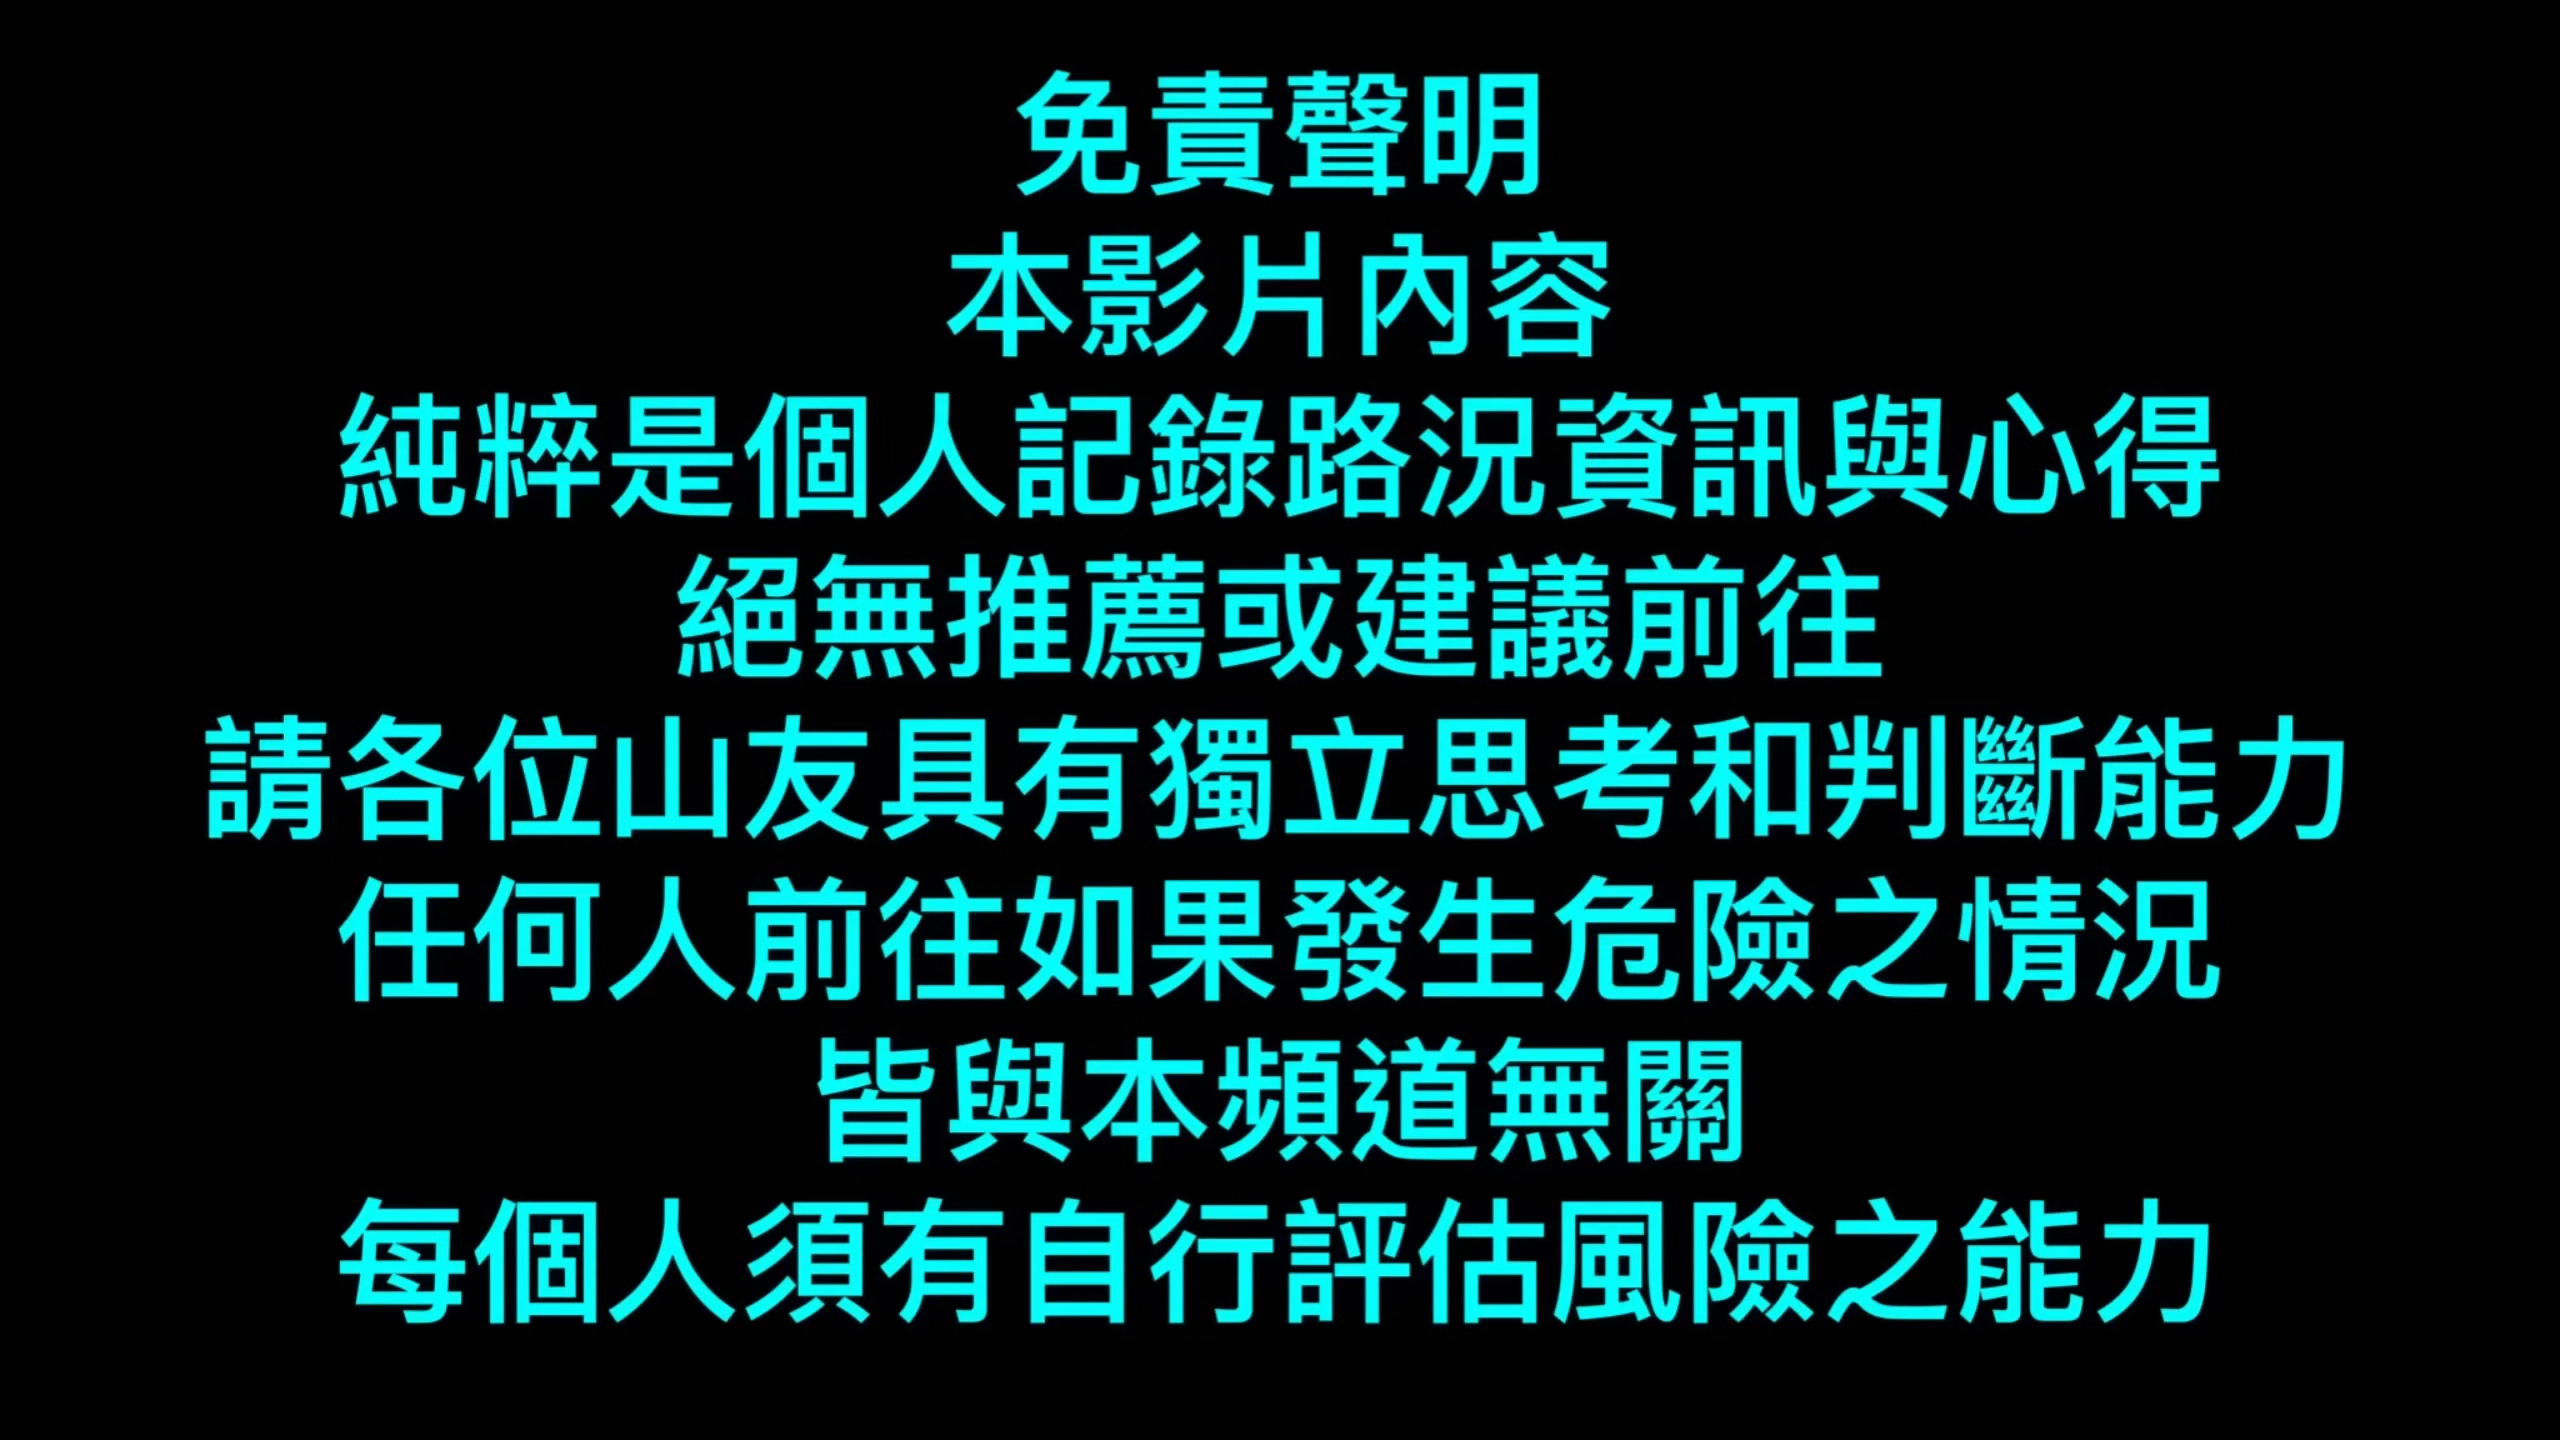 免責聲明
本影片內容
純粹是個人記錄路況資訊與心得
絕無推薦或建議前往
請各位山友具有獨立思考和判斷能力
任何人前往如果發生危險之情況
皆與本頻道無關
每個人須有自行評估風險之能力